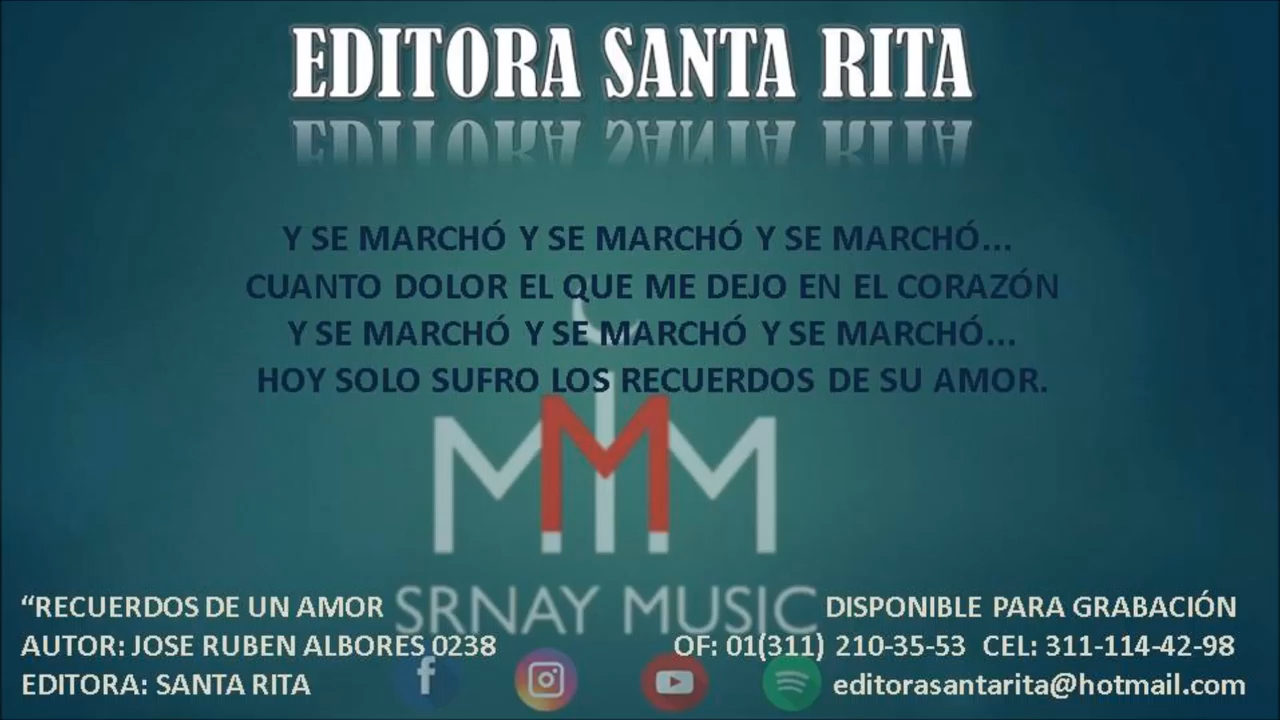 EDITORA SANTA RITA
Y SE MARCHÓ Y SE MARCHÓ Y SE MARCHÓ...
CUANTO DOLOR EL QUE ME DEJO EN EL CORAZÓN
Y SE MARCHÓ Y SE MARCHÓ Y SE MARCHÓ...
HOY SOLO SUFRO LOS RECUERDOS DE SU AMOR.
SRNAY MUSIC
“RECUERDOS DE UN AMOR
AUTOR: JOSE RUBEN ALBORES 0238
EDITORA: SANTA RITA
DISPONIBLE PARA GRABACIÓN
OF: 01(311) 210-35-53 CEL: 311-114-42-98
editorasantarita@hotmail.com